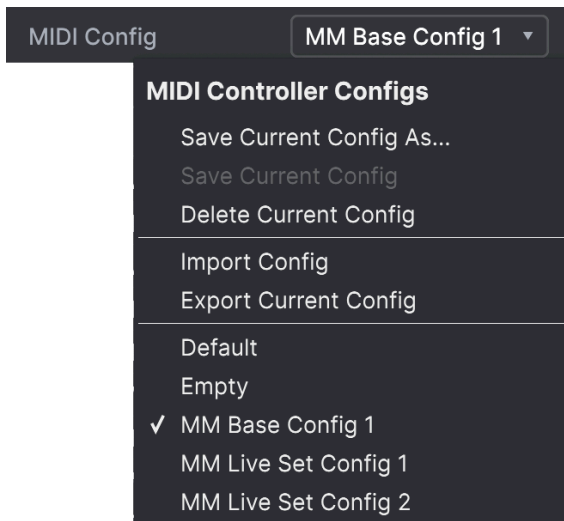 MIDI Config MM Base Config 1
MIDI Controller Configs
Save Current Config As...
Save Current Config
Delete Current Config
Import Config
Export Current Config
Default
Empty
✓ MM Base Config 1
MM Live Set Config 1
MM Live Set Config 2